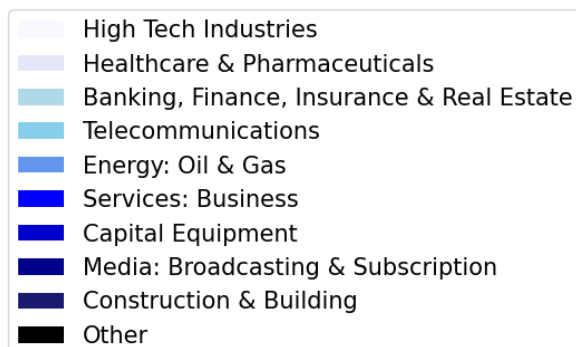 High Tech Industries
Healthcare & Pharmaceuticals
Banking, Finance, Insurance & Real Estate
Telecommunications
Energy: Oil & Gas
Services: Business
Capital Equipment
Media: Broadcasting & Subscription
Construction & Building
Other